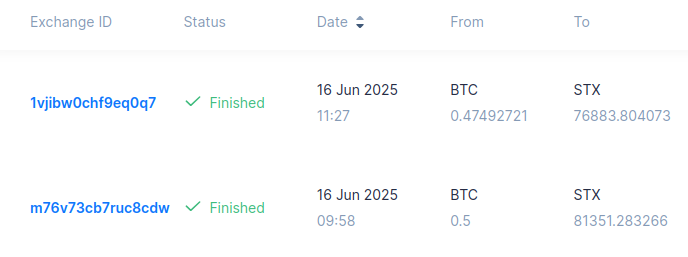 Exchange ID Status Date From To
16 Jun 2025 BTC STX
1vjibw0chf9eq0q7 Finished
11:27 0.47492721 76883.804073
16 Jun 2025 BTC STX
m76v73cb7ruc8cdw Finished
09:58 0.5 81351.283266